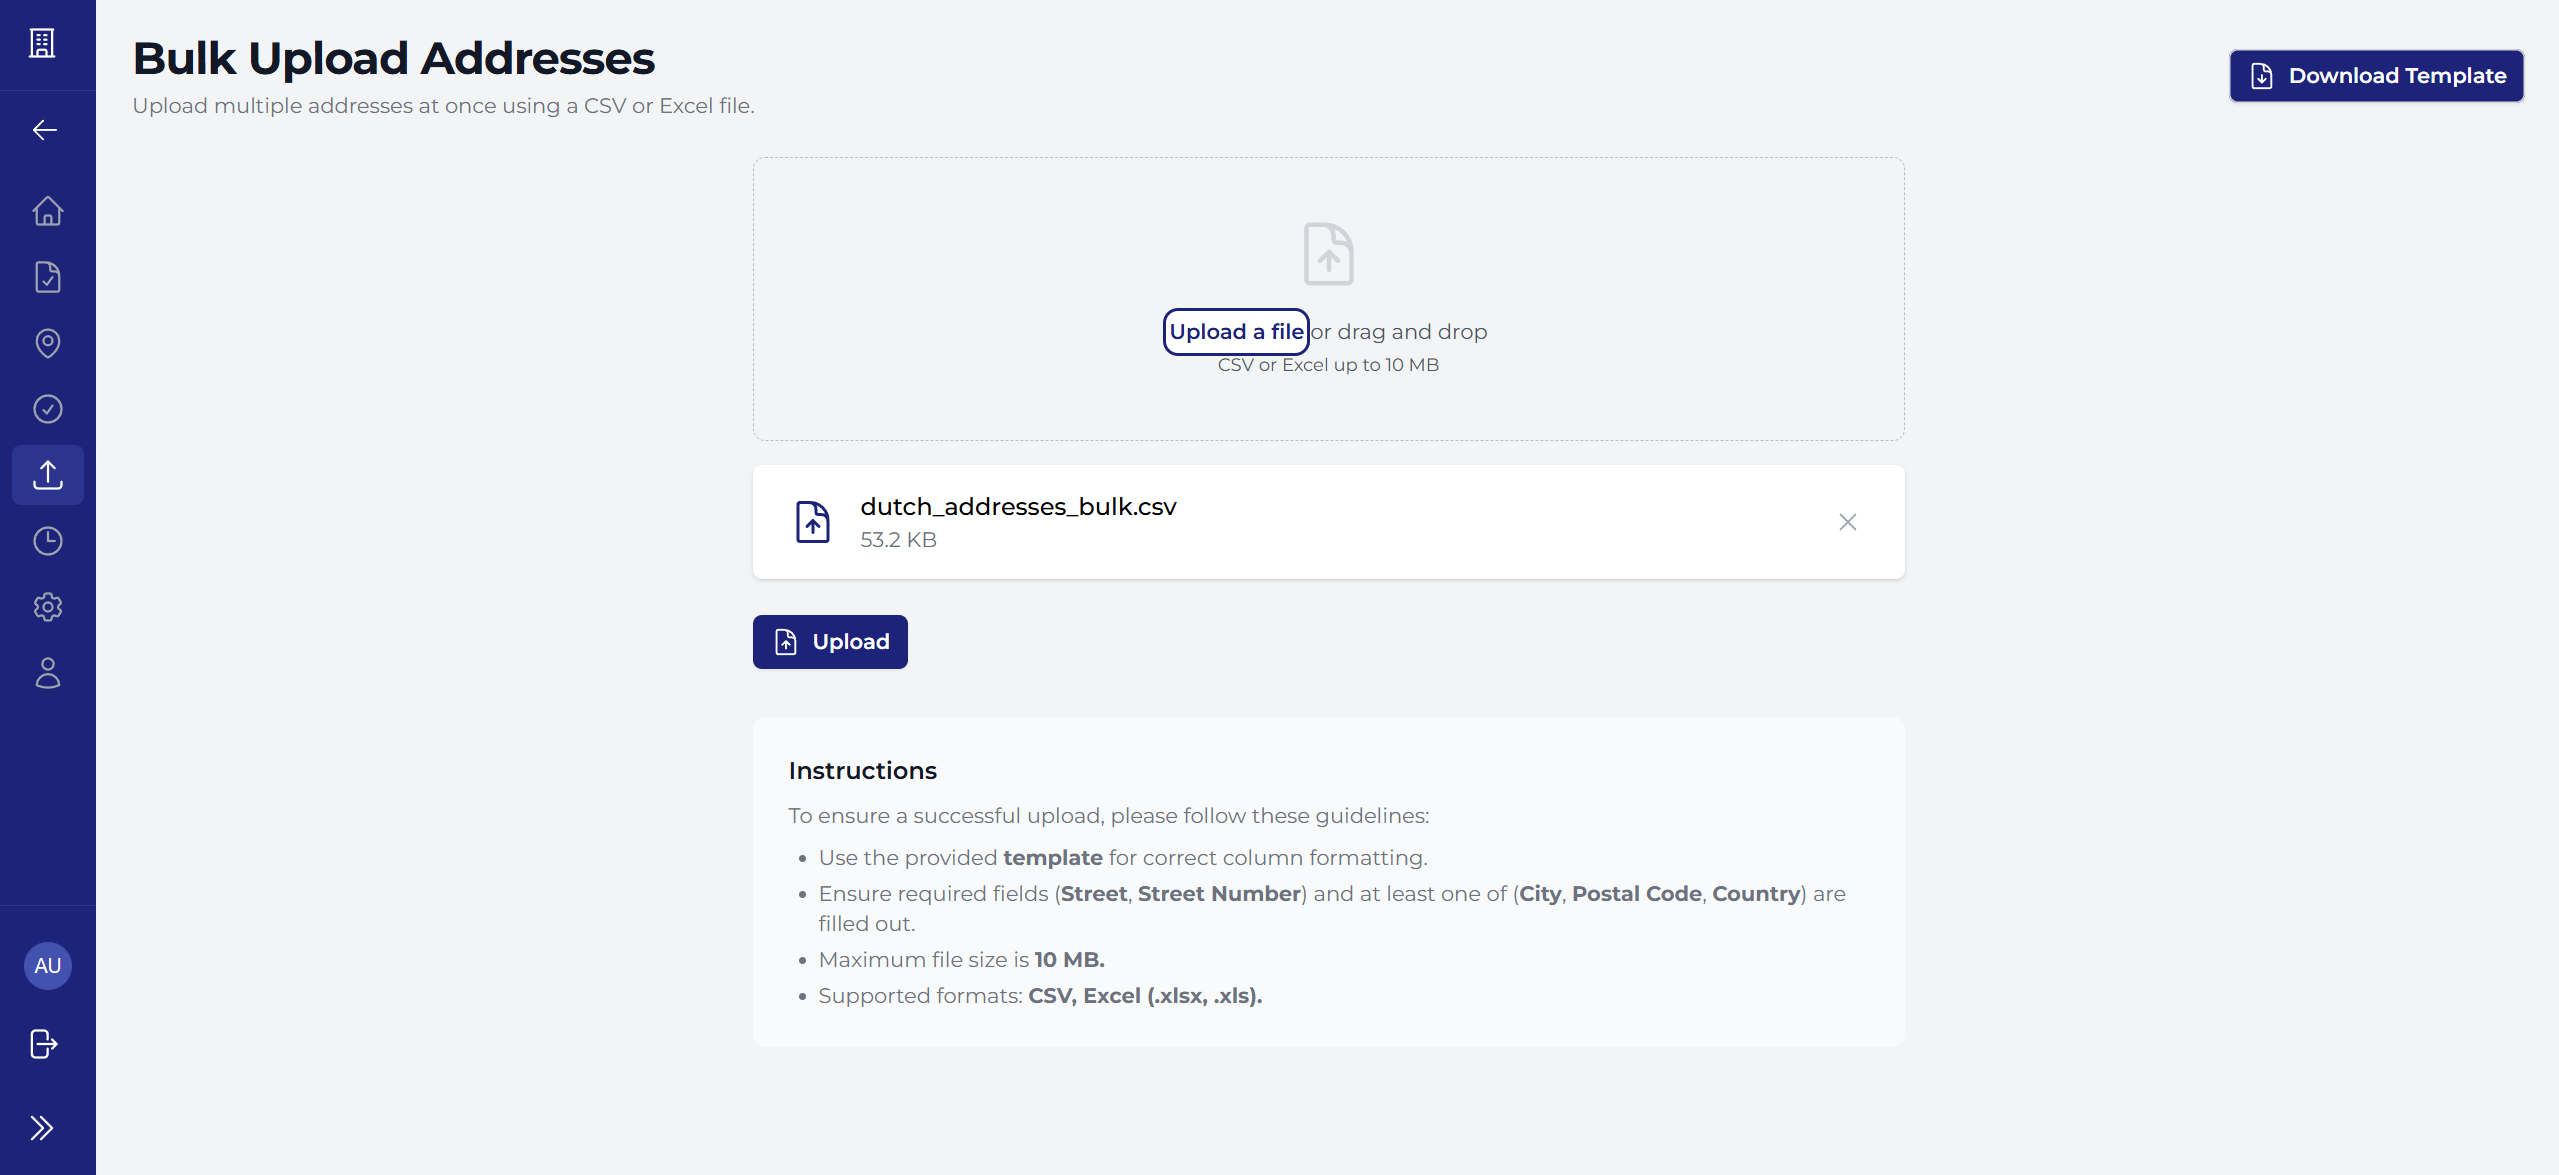 Bulk Upload Addresses
Upload multiple addresses at once using a CSV or Excel file.
Download Template
Upload a file or drag and drop
CSV or Excel up to 10 MB
dutch_addresses_bulk.csv
53.2 KB
Upload
Instructions
To ensure a successful upload, please follow these guidelines:
Use the provided template for correct column formatting.
Ensure required fields (Street, Street Number) and at least one of (City, Postal Code, Country) are
filled out.
Maximum file size is 10 MB.
Supported formats: CSV, Excel (.xlsx, .xls).
AU